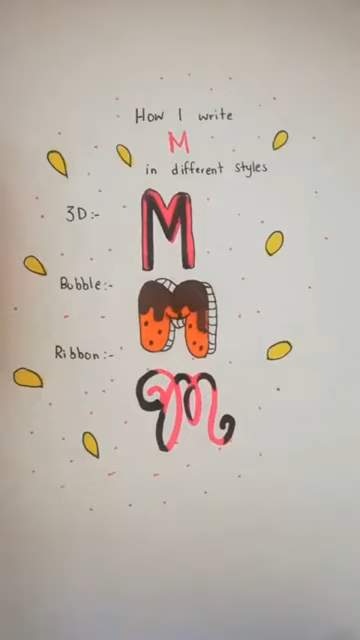 How I write
M
in different styles
3D:- M
Bubble:- m
Ribbon:- m